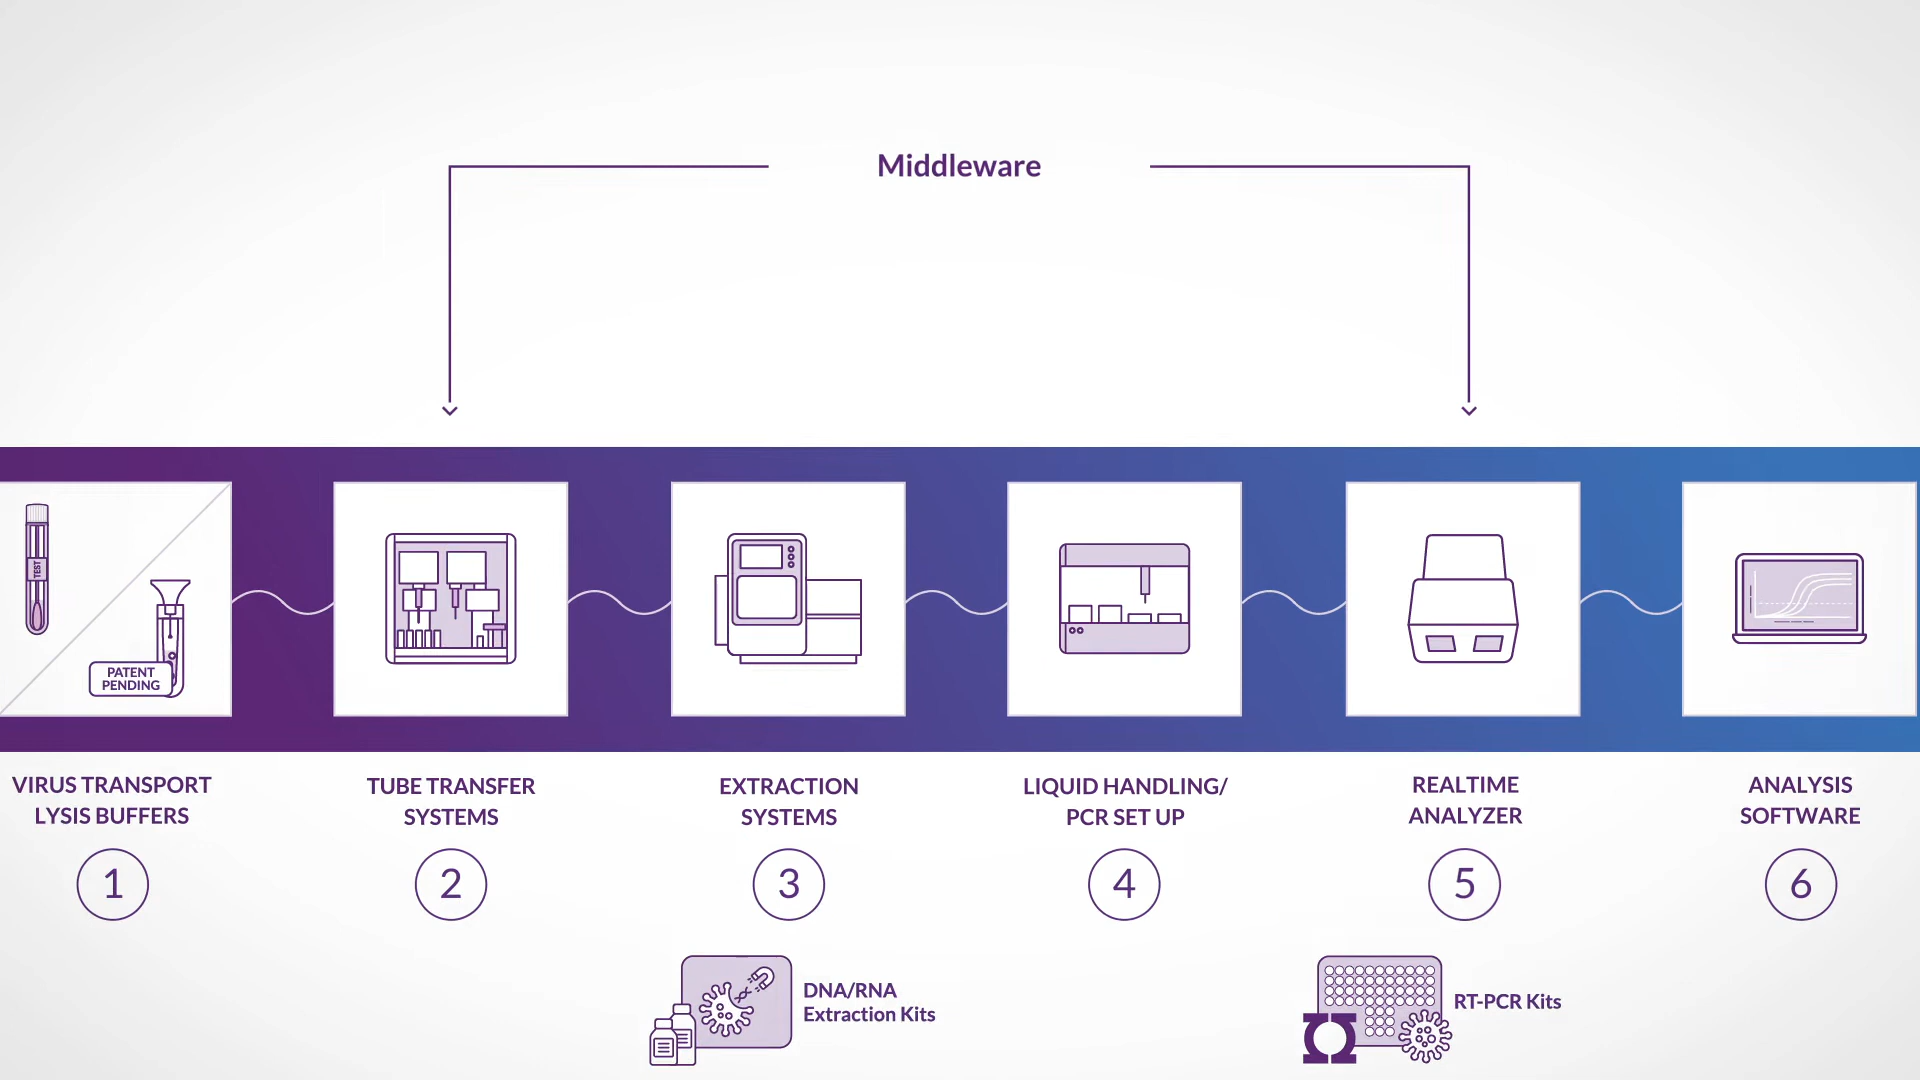 Middleware
TEST
PATENT
PENDING
VIRUS TRANSPORT
LYSIS BUFFERS
1
TUBE TRANSFER
SYSTEMS
2
EXTRACTION
SYSTEMS
3
LIQUID HANDLING/
PCR SET UP
4
REALTIME
ANALYZER
5
ANALYSIS
SOFTWARE
6
DNA/RNA
Extraction Kits
RT-PCR Kits